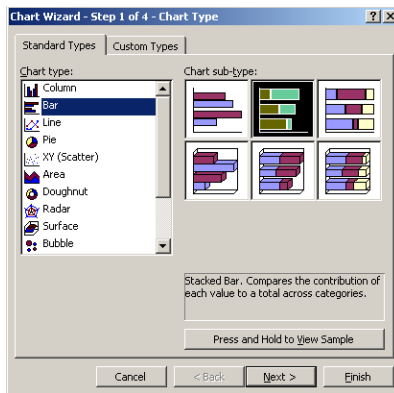 Chart Wizard - Step 1 of 4 - Chart Type
Standard Types
Custom Types
Chart type:
Chart sub-type:
Column
Bar
Line
Pie
XY (Scatter)
Area
Doughnut
Radar
Surface
Bubble
Stacked Bar. Compares the contribution of
each value to a total across categories.
Press and Hold to View Sample
Cancel
< Back
Next >
Finish